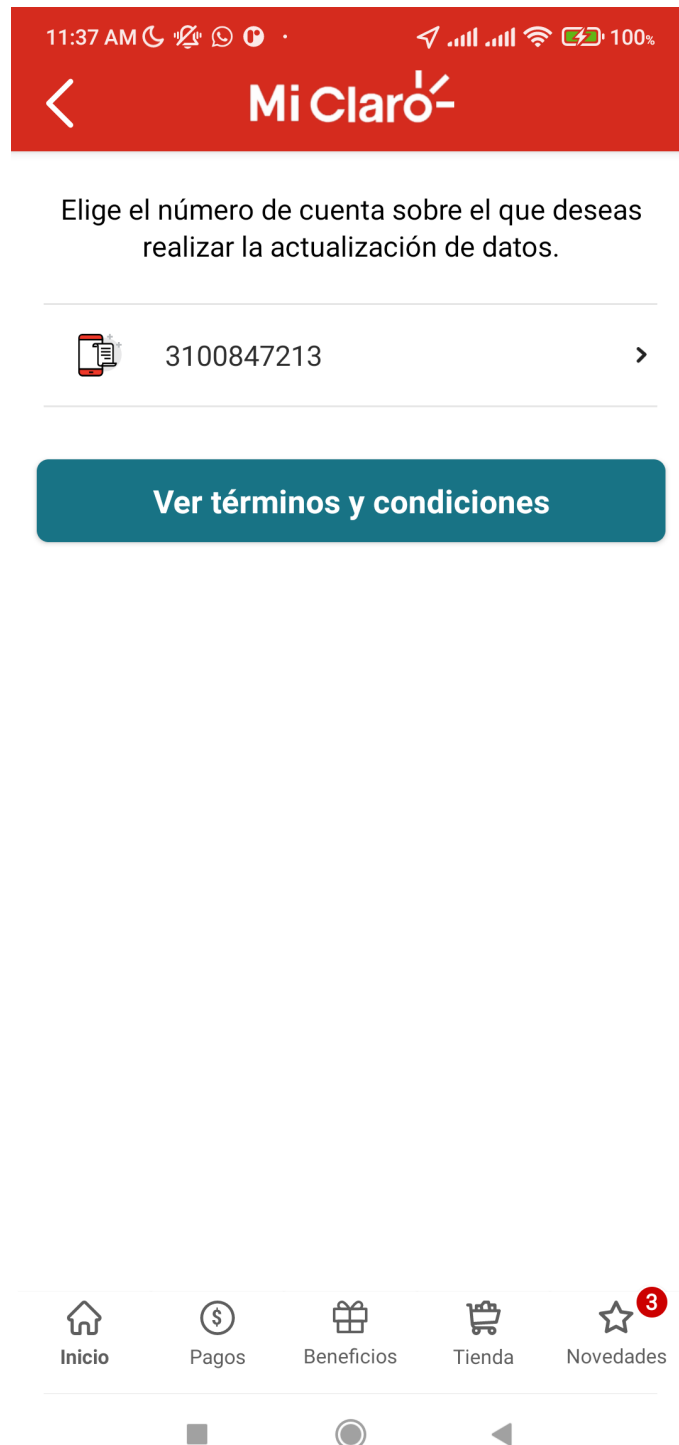 11:37 AM 100%
Mi Claro
Elige el número de cuenta sobre el que deseas
realizar la actualización de datos.
3100847213
Ver términos y condiciones
3
Inicio Pagos Beneficios Tienda Novedades